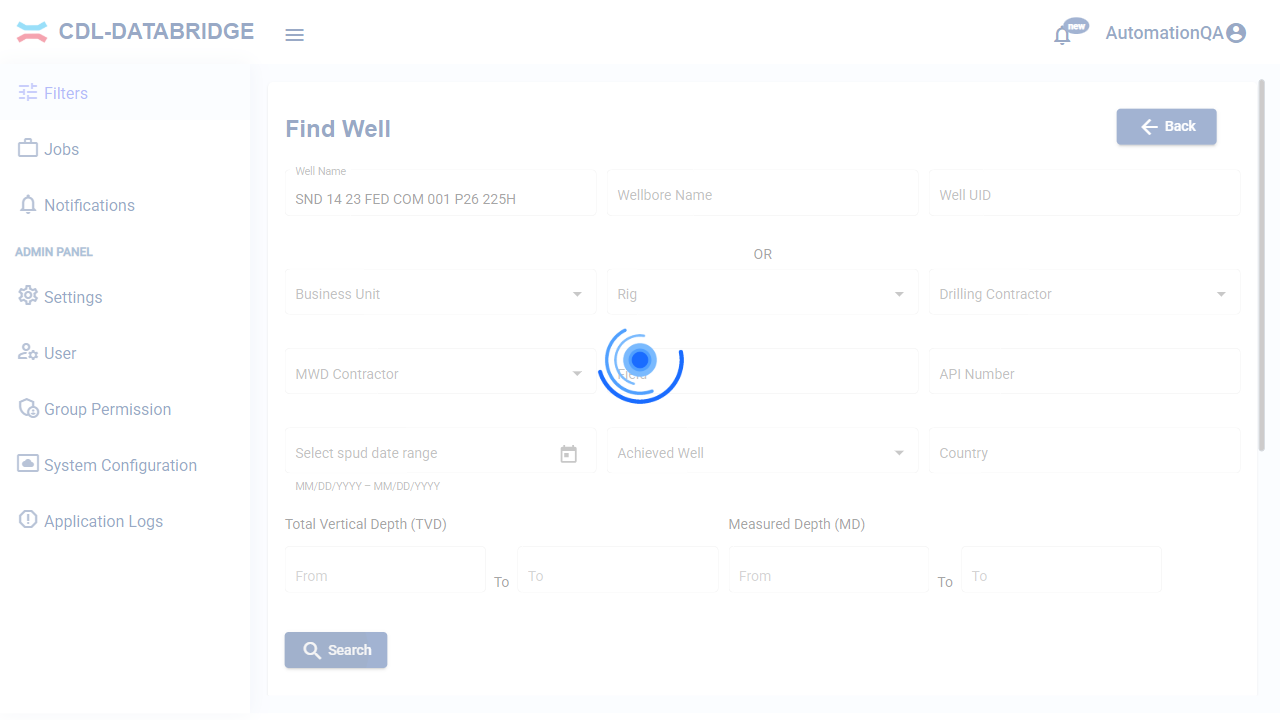 CDL-DATABRIDGE
new
AutomationQA
Filters
Jobs
Notifications
ADMIN PANEL
Settings
User
Group Permission
System Configuration
Application Logs
Find Well
Back
Well Name
SND 14 23 FED COM 001 P26 225H
Wellbore Name
Well UID
OR
Business Unit
Rig
Drilling Contractor
MWD Contractor
Field
API Number
Select spud date range
Achieved Well
Country
MM/DD/YYYY – MM/DD/YYYY
Total Vertical Depth (TVD)
Measured Depth (MD)
From
To
To
From
To
To
Search